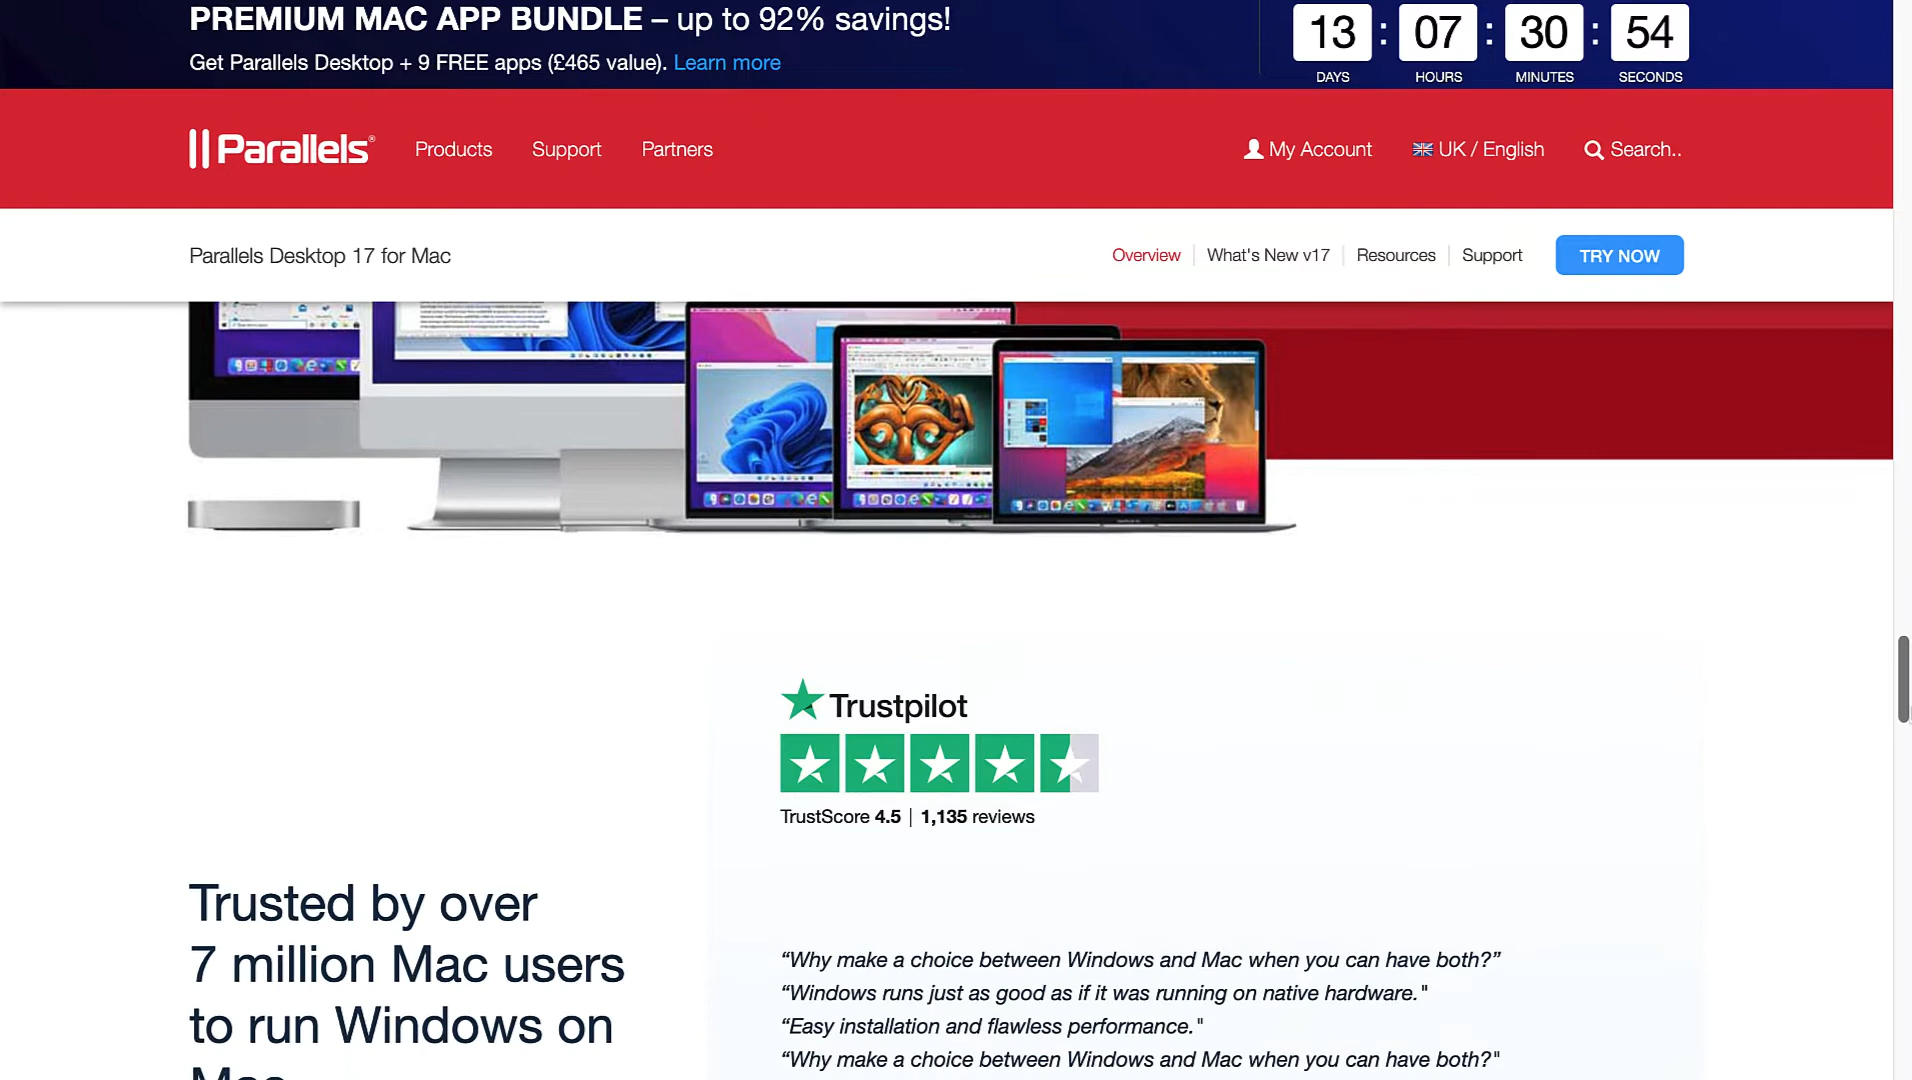 PREMIUM MAC APP BUNDLE – up to 92% savings!
Get Parallels Desktop + 9 FREE apps (£465 value). Learn more
13 : 07 : 30 : 54
DAYS HOURS MINUTES SECONDS
Parallels® Products Support Partners My Account UK / English Search..
Parallels Desktop 17 for Mac Overview What's New v17 Resources Support TRY NOW
Trustpilot
TrustScore 4.5 | 1,135 reviews
Trusted by over
7 million Mac users
to run Windows on
Mac
“Why make a choice between Windows and Mac when you can have both?”
“Windows runs just as good as if it was running on native hardware."
“Easy installation and flawless performance."
“Why make a choice between Windows and Mac when you can have both?"